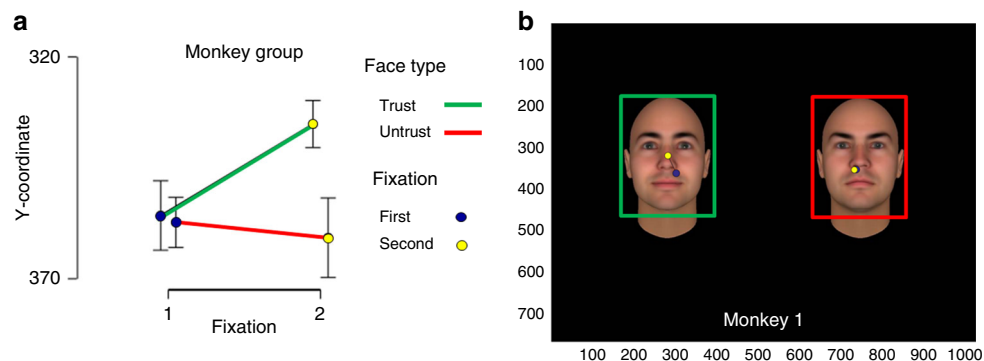 a
Monkey group
320
370
Y-coordinate
1
2
Fixation
Face type
Trust
Untrust
Fixation
First
Second
b
100
200
300
400
500
600
700
Monkey 1
100 200 300 400 500 600 700 800 900 1000